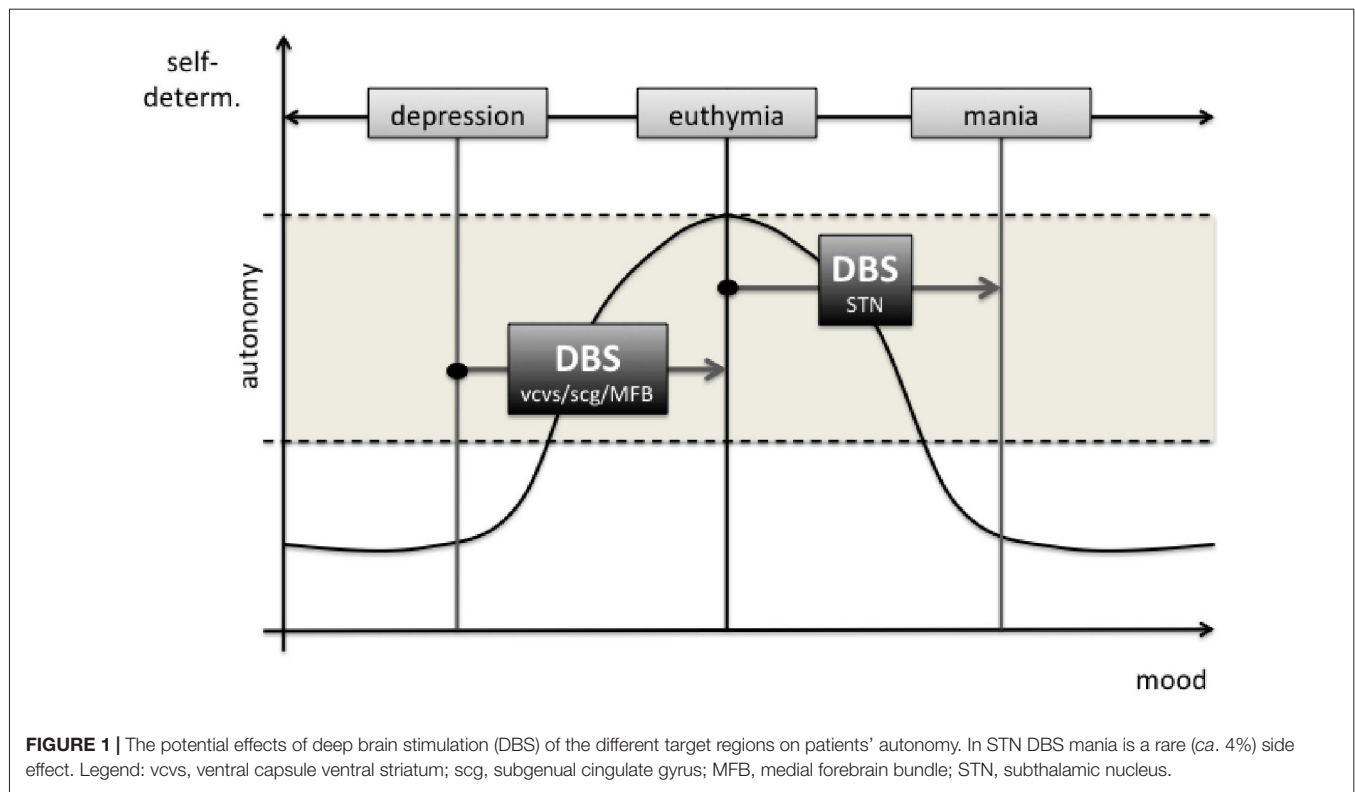 self-
determ.
depression
euthymia
mania
autonomy
DBS
STN
DBS
vcvs/scg/MFB
mood
FIGURE 1 | The potential effects of deep brain stimulation (DBS) of the different target regions on patients' autonomy. In STN DBS mania is a rare (ca. 4%) side
effect. Legend: vcvs, ventral capsule ventral striatum; scg, subgenual cingulate gyrus; MFB, medial forebrain bundle; STN, subthalamic nucleus.